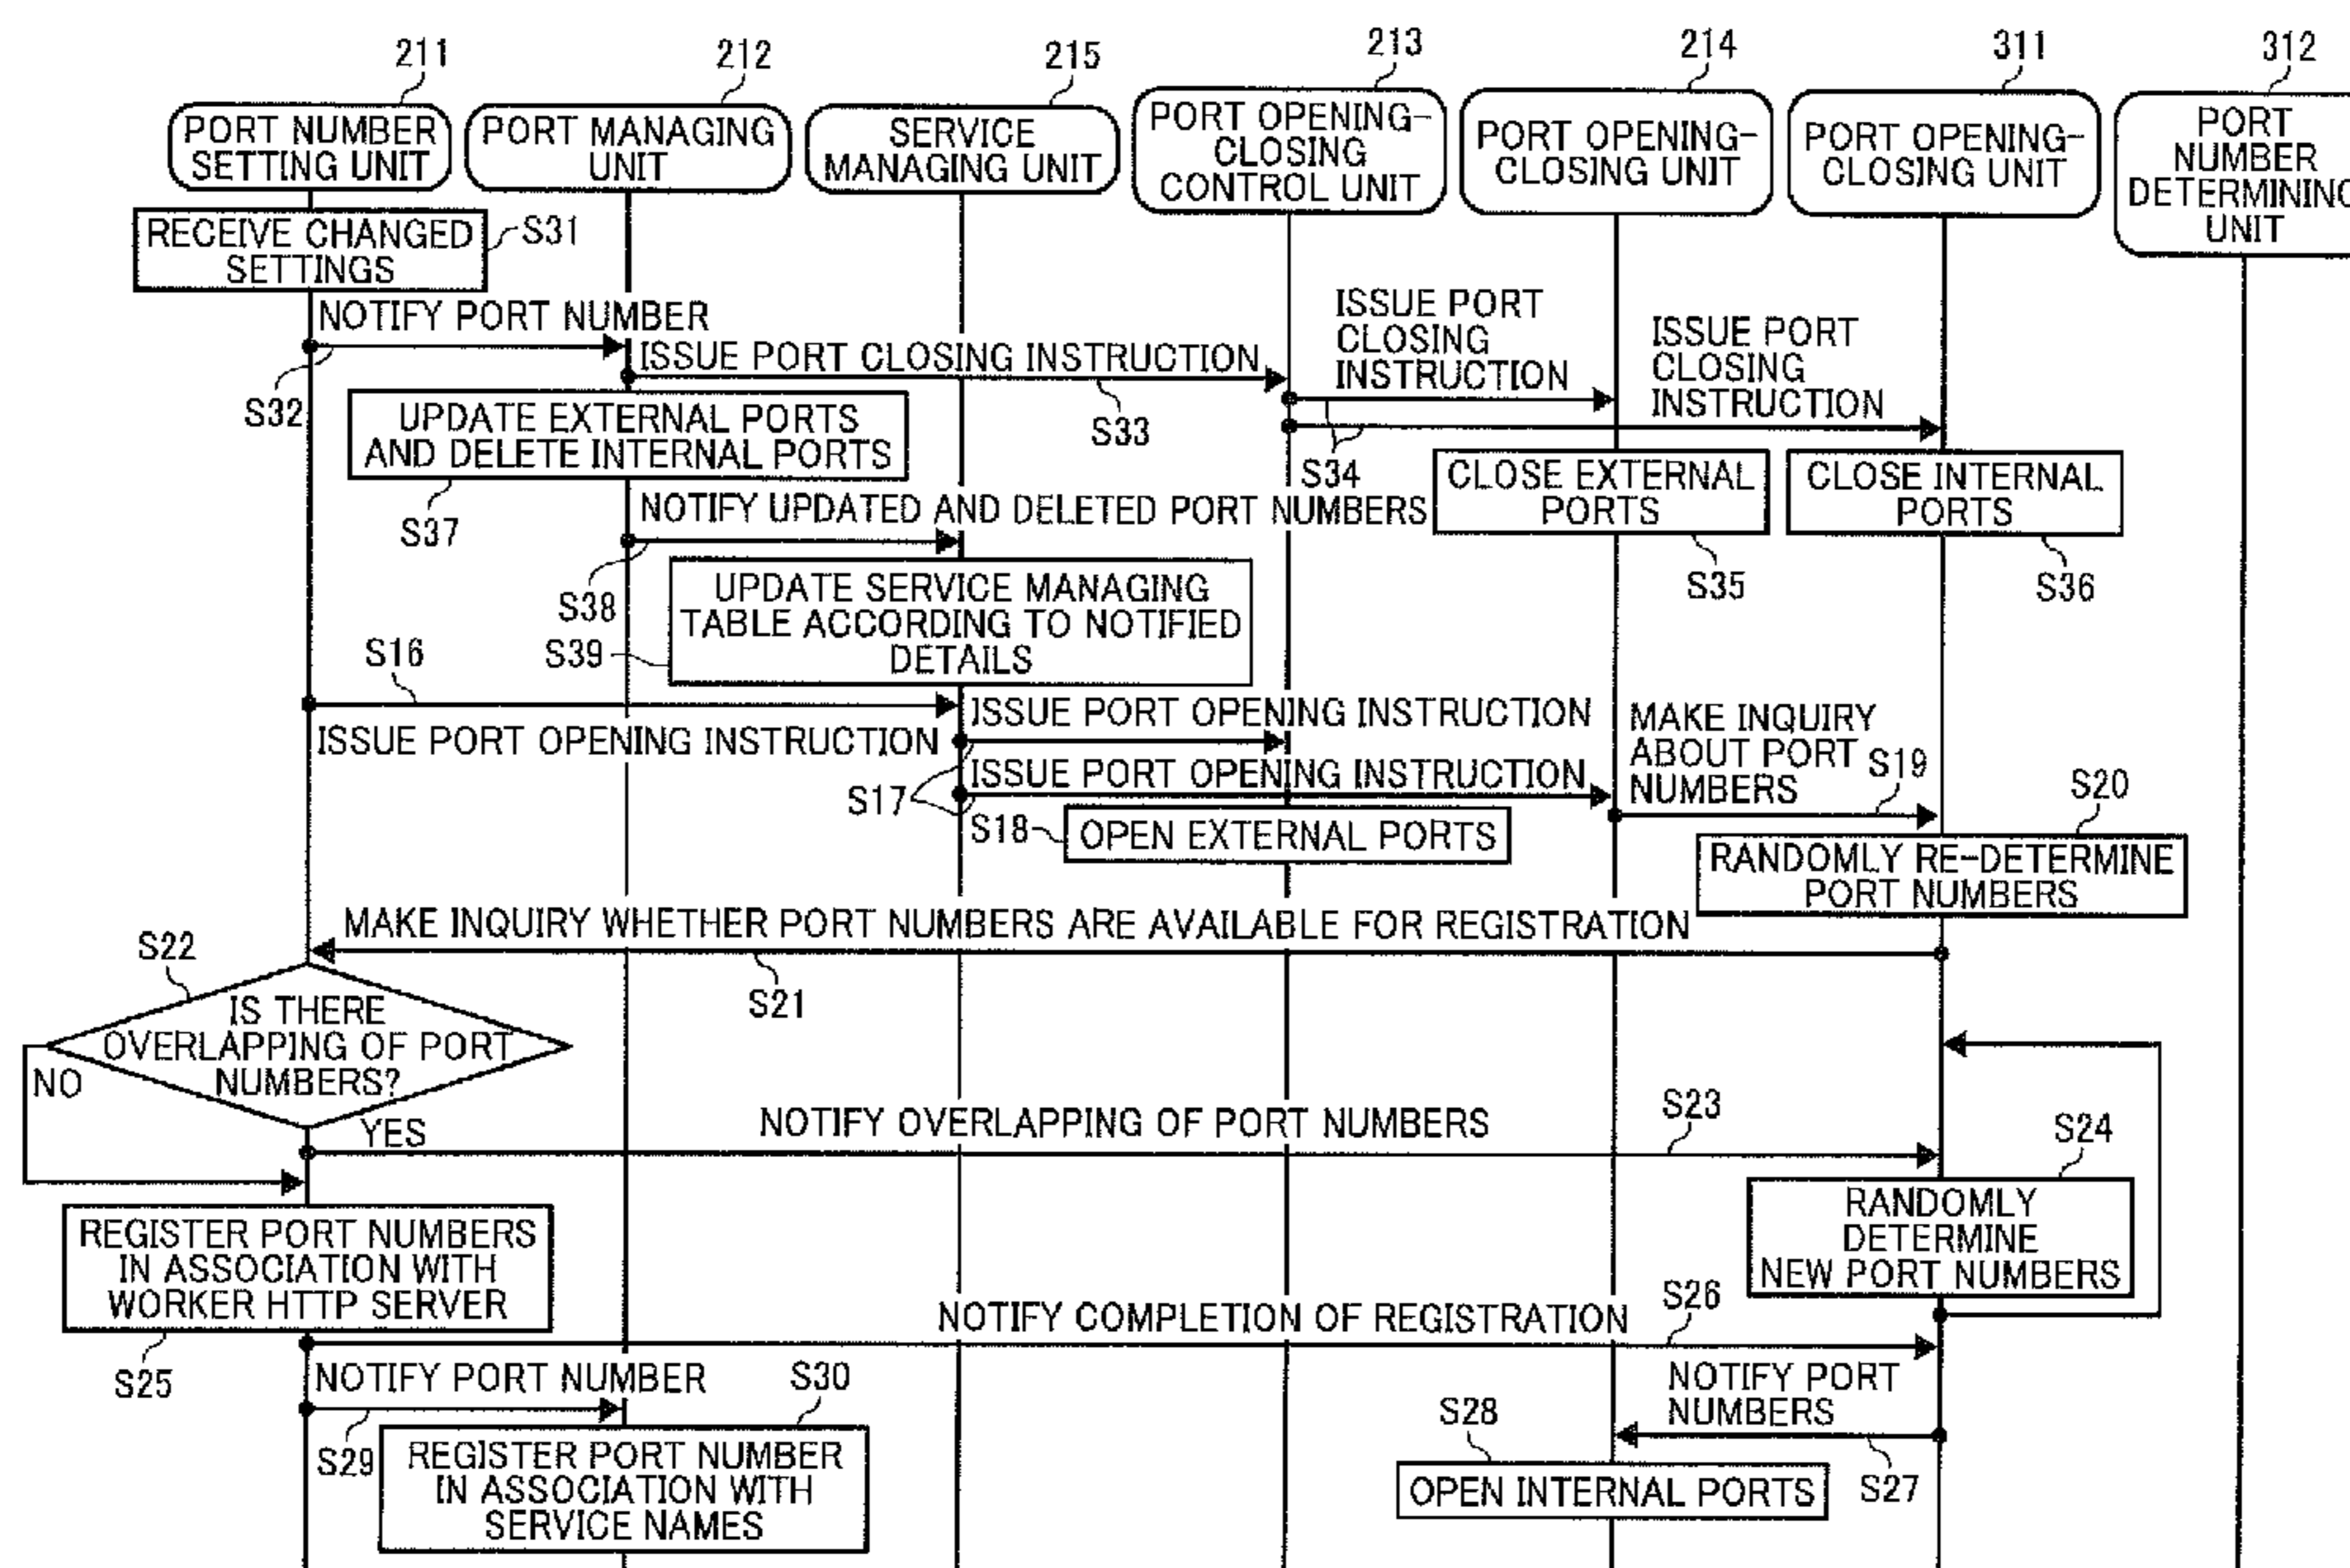 211
212
215
213
214
311
312
PORT NUMBER
SETTING UNIT
PORT MANAGING
UNIT
SERVICE
MANAGING UNIT
PORT OPENING-
CLOSING
CONTROL UNIT
PORT OPENING-
CLOSING UNIT
PORT OPENING-
CLOSING UNIT
PORT
NUMBER
DETERMINING
UNIT
RECEIVE CHANGED
SETTINGS
S31
NOTIFY PORT NUMBER
S32
ISSUE PORT CLOSING INSTRUCTION
S33
ISSUE PORT
CLOSING
INSTRUCTION
ISSUE PORT
CLOSING
INSTRUCTION
S34
UPDATE EXTERNAL PORTS
AND DELETE INTERNAL PORTS
S37
CLOSE EXTERNAL
PORTS
S35
CLOSE INTERNAL
PORTS
S36
NOTIFY UPDATED AND DELETED PORT NUMBERS
S38
UPDATE SERVICE MANAGING
TABLE ACCORDING TO NOTIFIED
DETAILS
S39
S16
ISSUE PORT OPENING INSTRUCTION
ISSUE PORT OPENING INSTRUCTION
ISSUE PORT OPENING INSTRUCTION
S17
MAKE INQUIRY
ABOUT PORT
NUMBERS
S19
S18
OPEN EXTERNAL PORTS
S20
RANDOMLY RE-DETERMINE
PORT NUMBERS
MAKE INQUIRY WHETHER PORT NUMBERS ARE AVAILABLE FOR REGISTRATION
S21
S22
IS THERE
OVERLAPPING OF PORT
NUMBERS?
NO
YES
NOTIFY OVERLAPPING OF PORT NUMBERS
S23
S24
RANDOMLY
DETERMINE
NEW PORT NUMBERS
REGISTER PORT NUMBERS
IN ASSOCIATION WITH
WORKER HTTP SERVER
S25
NOTIFY COMPLETION OF REGISTRATION
S26
NOTIFY PORT NUMBER
S29
S30
REGISTER PORT NUMBER
IN ASSOCIATION WITH
SERVICE NAMES
NOTIFY PORT
NUMBERS
S27
S28
OPEN INTERNAL PORTS